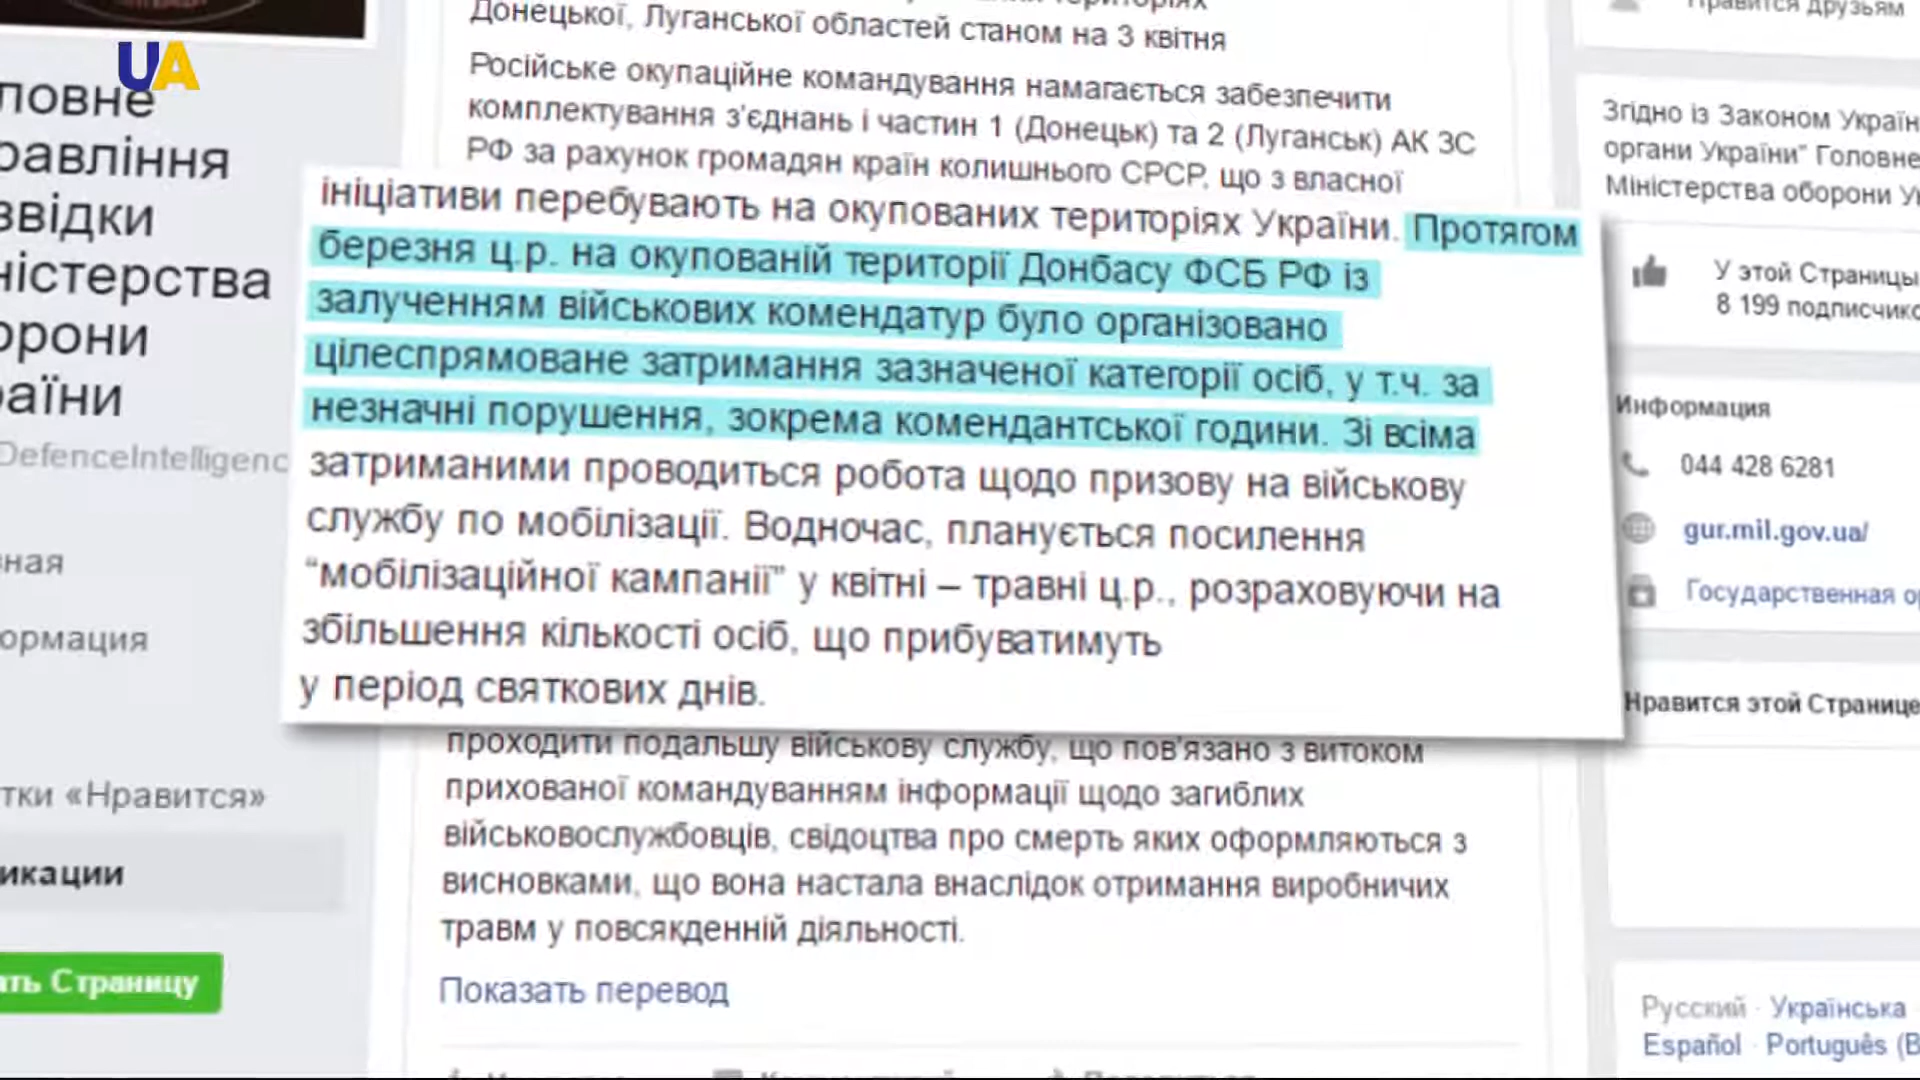 UA
Донецької, Луганської областей станом на 3 квітня
Російське окупаційне командування намагається забезпечити
комплектування з'єднань і частин 1 (Донецьк) та 2 (Луганськ) АК ЗС
РФ за рахунок громадян країн колишнього СРСР, що з власної
ініціативи перебувають на окупованих територіях України. Протягом
березня ц.р. на окупованій території Донбасу ФСБ РФ із
залученням військових комендатур було організовано
цілеспрямоване затримання зазначеної категорії осіб, у т.ч. за
незначні порушення, зокрема комендантської години. Зі всіма
затриманими проводиться робота щодо призову на військову
службу по мобілізації. Водночас, планується посилення
“мобілізаційної кампанії” у квітні – травні ц.р., розраховуючи на
збільшення кількості осіб, що прибуватимуть
у період святкових днів.
проходити подальшу військову службу, що пов'язано з витоком
прихованої командуванням інформації щодо загиблих
військовослужбовців, свідоцтва про смерть яких оформляються з
висновками, що вона настала внаслідок отримання виробничих
травм у повсякденній діяльності.
Показать перевод
ловне
равління
звідки
ністерства
орони
раїни
DefenceIntelligenc
ная
ормация
тки «Нравится»
икации
ать Страницу
Нравится друзьям
Згідно із Законом Україн
органи України" Головне
Міністерства оборони Ук
У этой Страницы
8 199 подписчико
Информация
044 428 6281
gur.mil.gov.ua/
Государственная ор
Нравится этой Странице
Русский · Українська
Español · Português (B